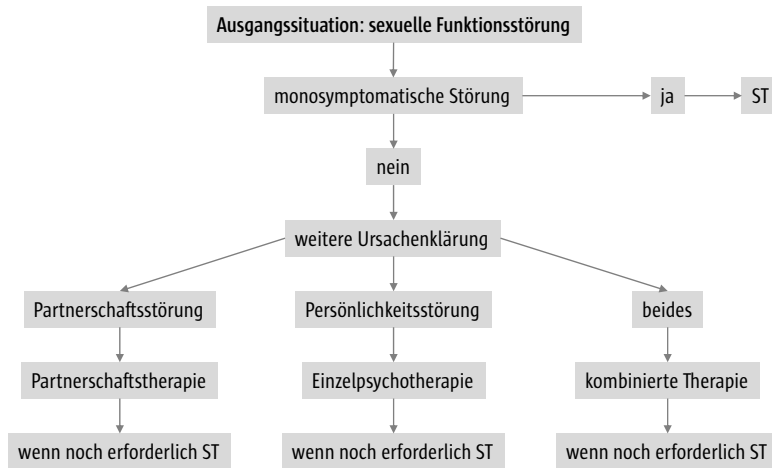 Ausgangssituation: sexuelle Funktionsstörung
monosymptomatische Störung
ja
ST
nein
weitere Ursachenklärung
Partnerschaftsstörung
Persönlichkeitsstörung
beides
Partnerschaftstherapie
Einzelpsychotherapie
kombinierte Therapie
wenn noch erforderlich ST
wenn noch erforderlich ST
wenn noch erforderlich ST